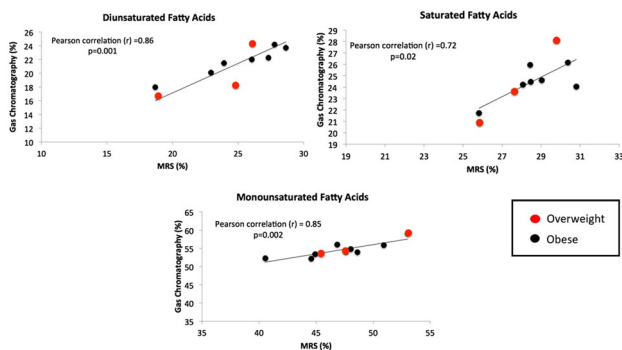 Diunsaturated Fatty Acids
Pearson correlation (r) =0.86
p=0.001
Gas Chromatography (%)
26
24
22
20
18
16
14
12
10
10
15
20
25
30
MRS (%)
Saturated Fatty Acids
Pearson correlation (r) =0.72
p=0.02
Gas Chromatography (%)
29
28
27
26
25
24
23
22
21
20
19
19
21
23
25
27
29
31
33
MRS (%)
Monounsaturated Fatty Acids
Pearson correlation (r) = 0.85
p=0.002
Gas Chromatography (%)
65
60
55
50
45
40
35
35
40
45
50
55
MRS (%)
Overweight
Obese